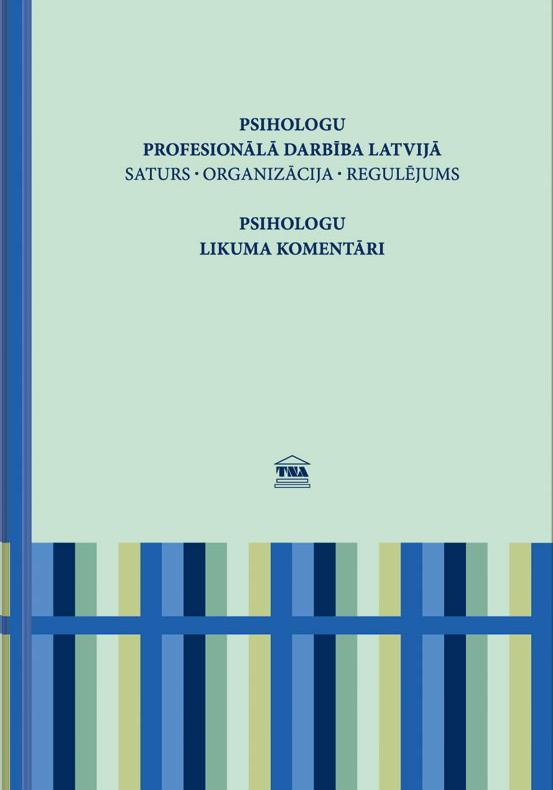 PSIHOLOGU
PROFESIONĀLĀ DARBĪBA LATVIJĀ
SATURS • ORGANIZĀCIJA • REGULĒJUMS
PSIHOLOGU
LIKUMA KOMENTĀRI
TNA